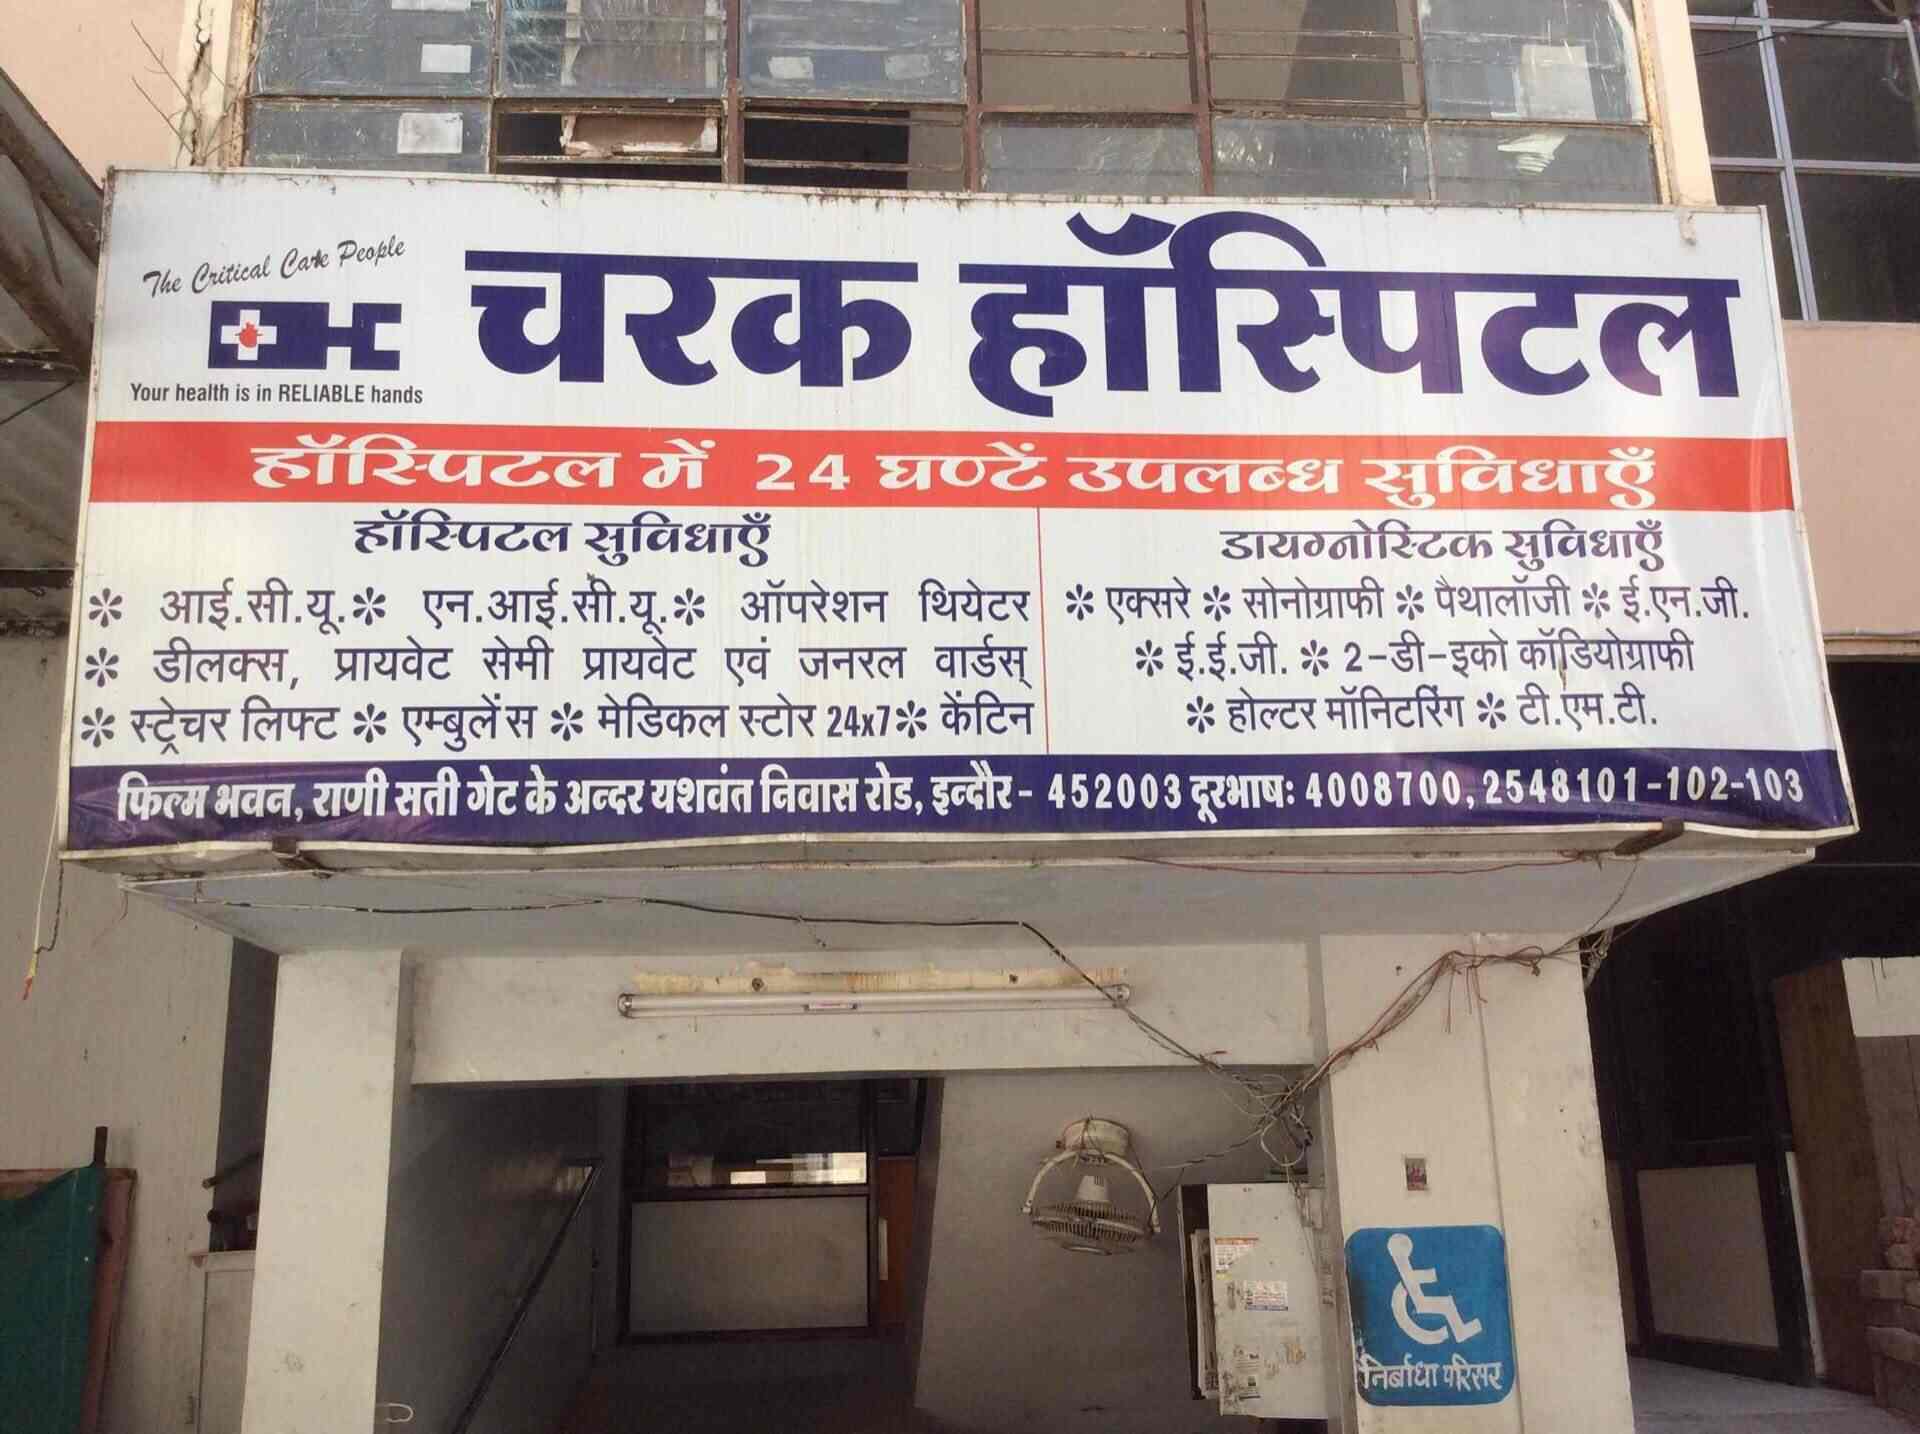 The Critical Care People
चरक हॉस्पिटल
Your health is in RELIABLE hands
हॉस्पिटल में 24 घण्टें उपलब्ध सुविधाएँ
हॉस्पिटल सुविधाएँ
* आई.सी.यू.* एन.आई.सी.यू.* ऑपरेशन थियेटर
* डीलक्स, प्रायवेट सेमी प्रायवेट एवं जनरल वार्डस्
* स्ट्रेचर लिफ्ट * एम्बुलेंस * मेडिकल स्टोर 24x7* केंटिन
डायग्नोस्टिक सुविधाएँ
* एक्सरे * सोनोग्राफी * पैथालॉजी * ई.एन.जी.
* ई.ई.जी. * 2-डी-इको कॉर्डियोग्राफी
* होल्टर मॉनिटरिंग * टी.एम.टी.
फिल्म भवन, राणी सती गेट के अन्दर यशवंत निवास रोड, इन्दौर - 452003 दूरभाषः 4008700, 2548101-102-103
निर्बाधा परिसर